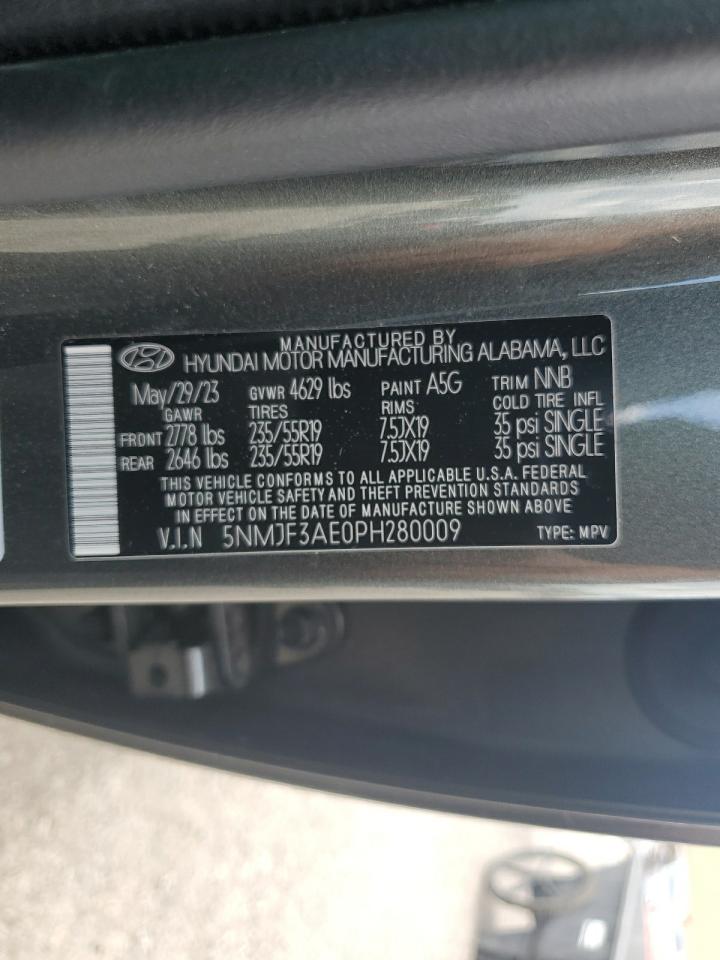 MANUFACTURED BY
HYUNDAI MOTOR MANUFACTURING ALABAMA, LLC
May/29/23 GVWR 4629 lbs PAINT A5G TRIM NNB
GAWR TIRES RIMS COLD TIRE INFL
FRONT 2778 lbs 235/55R19 7.5JX19 35 psi SINGLE
REAR 2646 lbs 235/55R19 7.5JX19 35 psi SINGLE
THIS VEHICLE CONFORMS TO ALL APPLICABLE U.S.A. FEDERAL
MOTOR VEHICLE SAFETY AND THEFT PREVENTION STANDARDS
IN EFFECT ON THE DATE OF MANUFACTURE SHOWN ABOVE.
V.I.N 5NMJF3AE0PH280009 TYPE: MPV